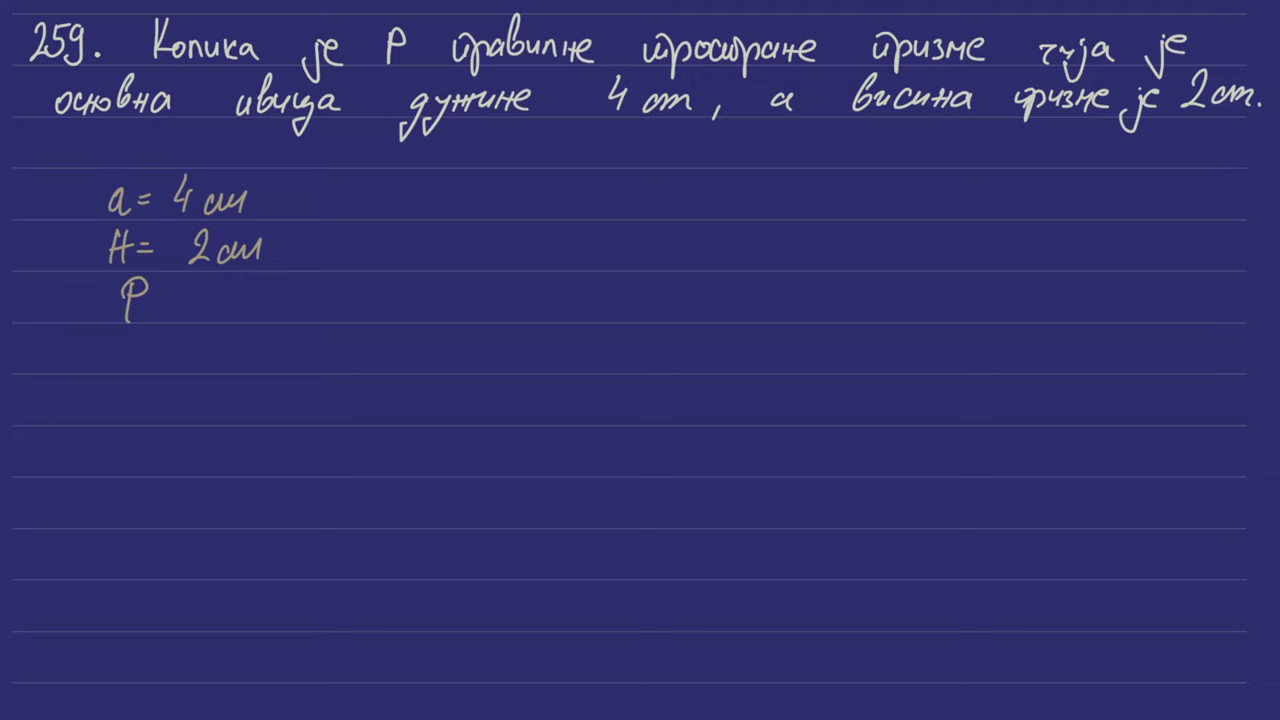 259. Колика је P правилне простране призме чија је
основна ивица дужине 4 cm, а висина призме је 2 cm.
a = 4 cm
H = 2 cm
P